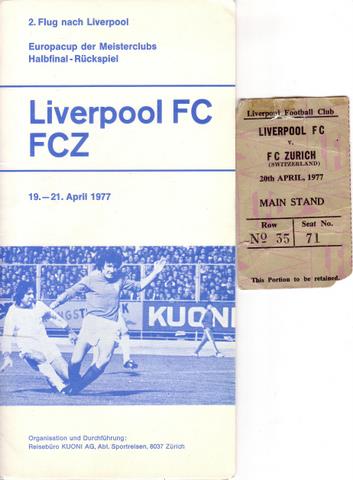 2. Flug nach Liverpool
Europacup der Meisterclubs
Halbfinal-Rückspiel
Liverpool FC
FCZ
19.—21. April 1977
KUONI
Organisation und Durchführung:
Reisebüro KUONI AG, Abt. Sportreisen, 8037 Zürich
Liverpool Football Club
LIVERPOOL FC
v.
FC ZURICH
(SWITZERLAND)
20th APRIL, 1977
MAIN STAND
Row Seat No.
No 35 71
This Portion to be retained.